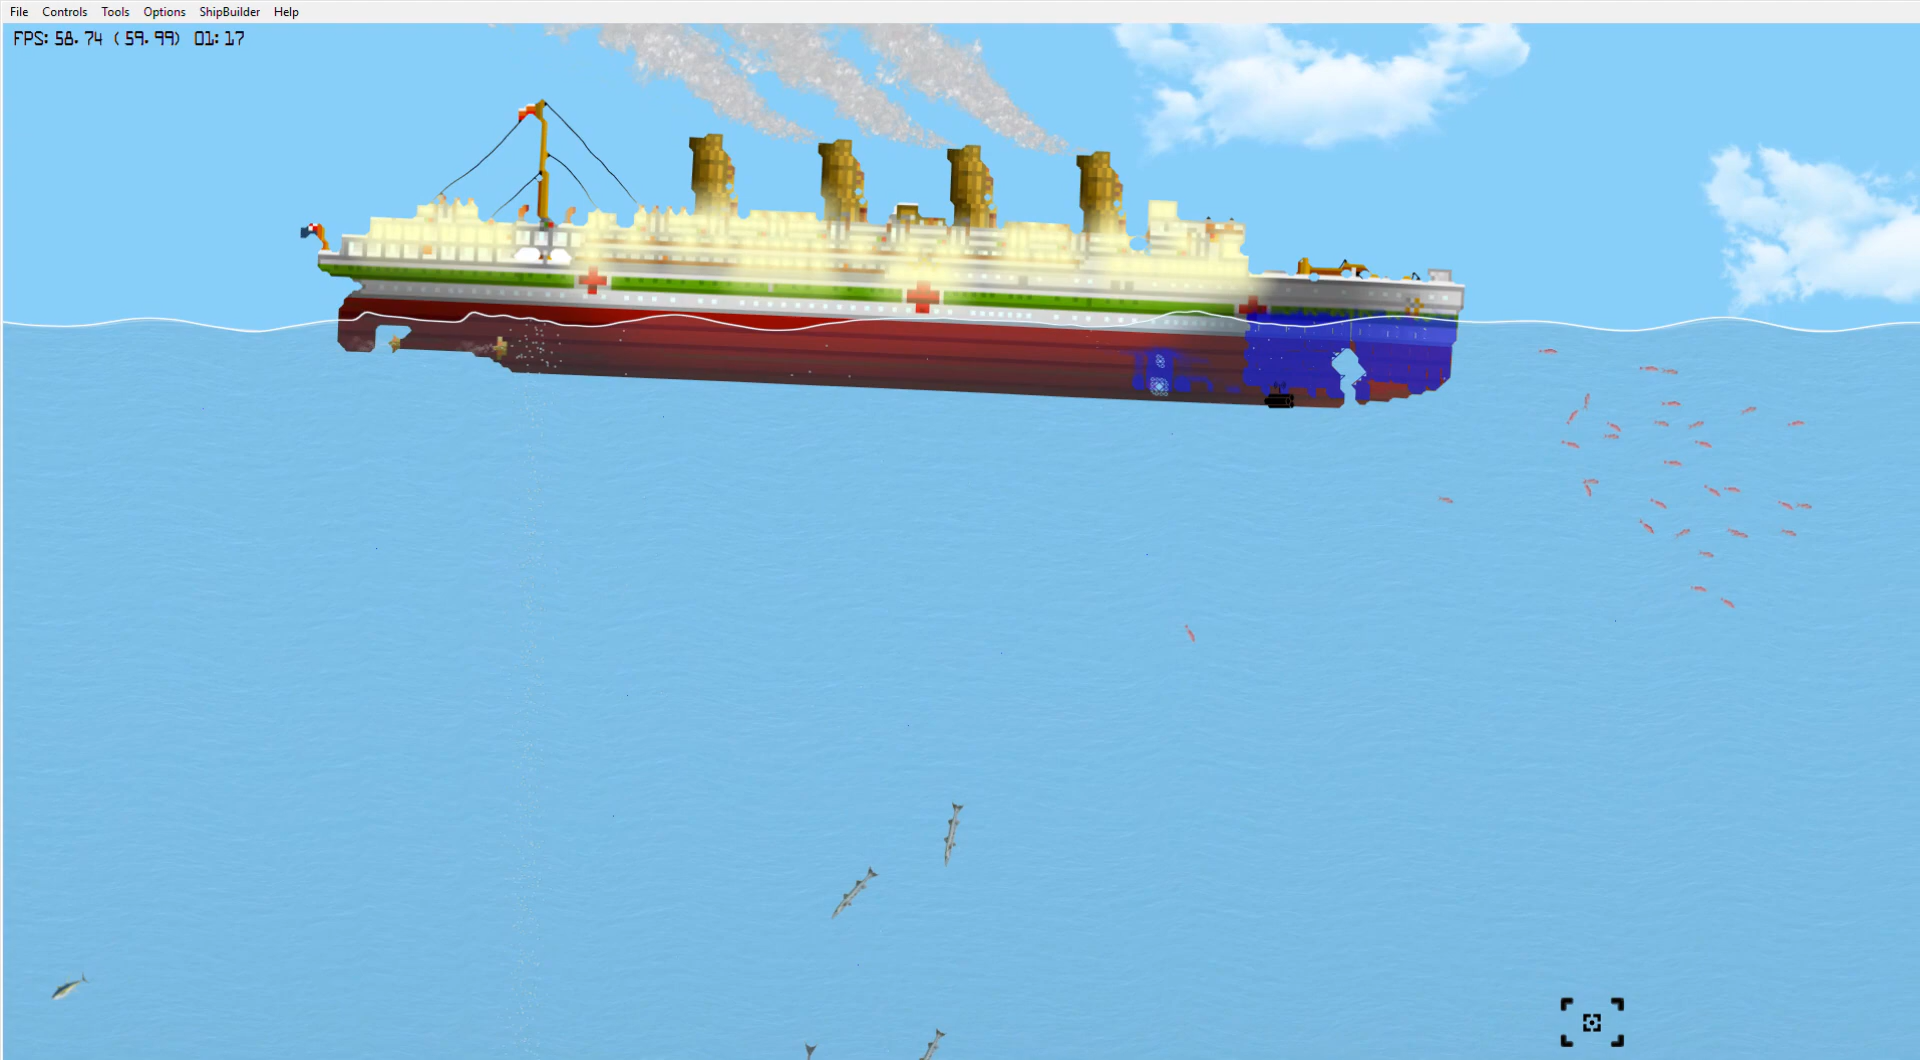 File Controls Tools Options ShipBuilder Help
FPS: 58.74 (59.99) 01:17